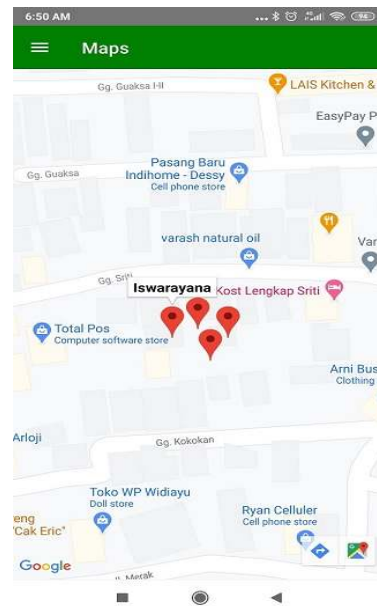 6:50 AM
94
Maps
Gg. Guaksa I-II
LAIS Kitchen &
EasyPay P
Gg. Guaksa
Pasang Baru
Indihome - Dessy
Cell phone store
varash natural oil
Var
Gg. Sriti
Iswarayana
Kost Lengkap Sriti
Total Pos
Computer software store
Arni Bus
Clothing
Arloji
Gg. Kokokan
Toko WP Widiayu
Doll store
eng
"Cak Eric"
Ryan Celluler
Cell phone store
Google
Merak